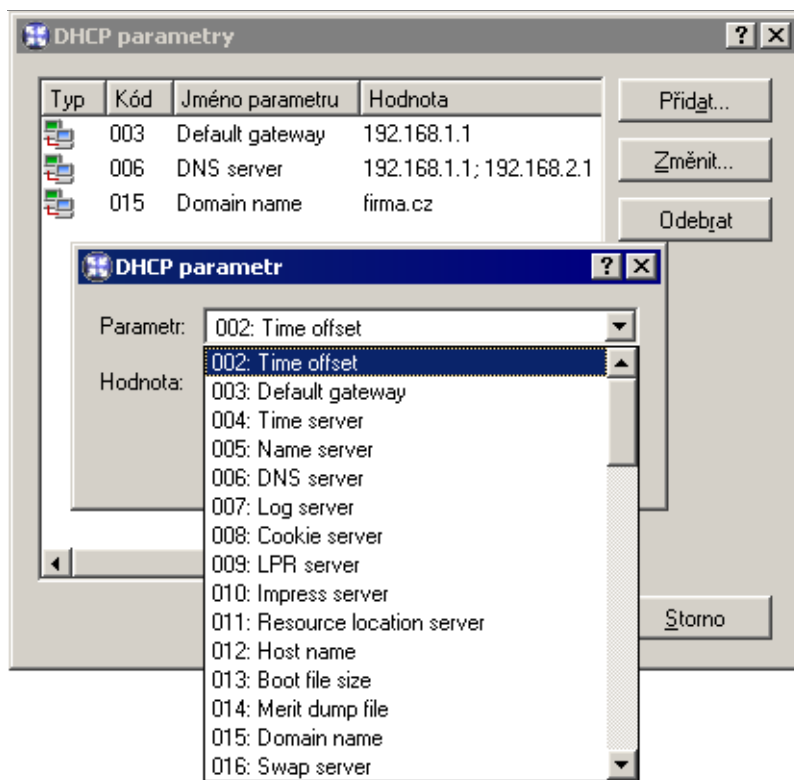 DHCP parametry
Typ Kód Jméno parametru Hodnota
003 Default gateway 192.168.1.1
006 DNS server 192.168.1.1; 192.168.2.1
015 Domain name firma.cz
Přidat...
Změnit...
Odebrat
DHCP parametr
Parametr: 002: Time offset
Hodnota:
002: Time offset
003: Default gateway
004: Time server
005: Name server
006: DNS server
007: Log server
008: Cookie server
009: LPR server
010: Impress server
011: Resource location server
012: Host name
013: Boot file size
014: Merit dump file
015: Domain name
016: Swap server
Storno